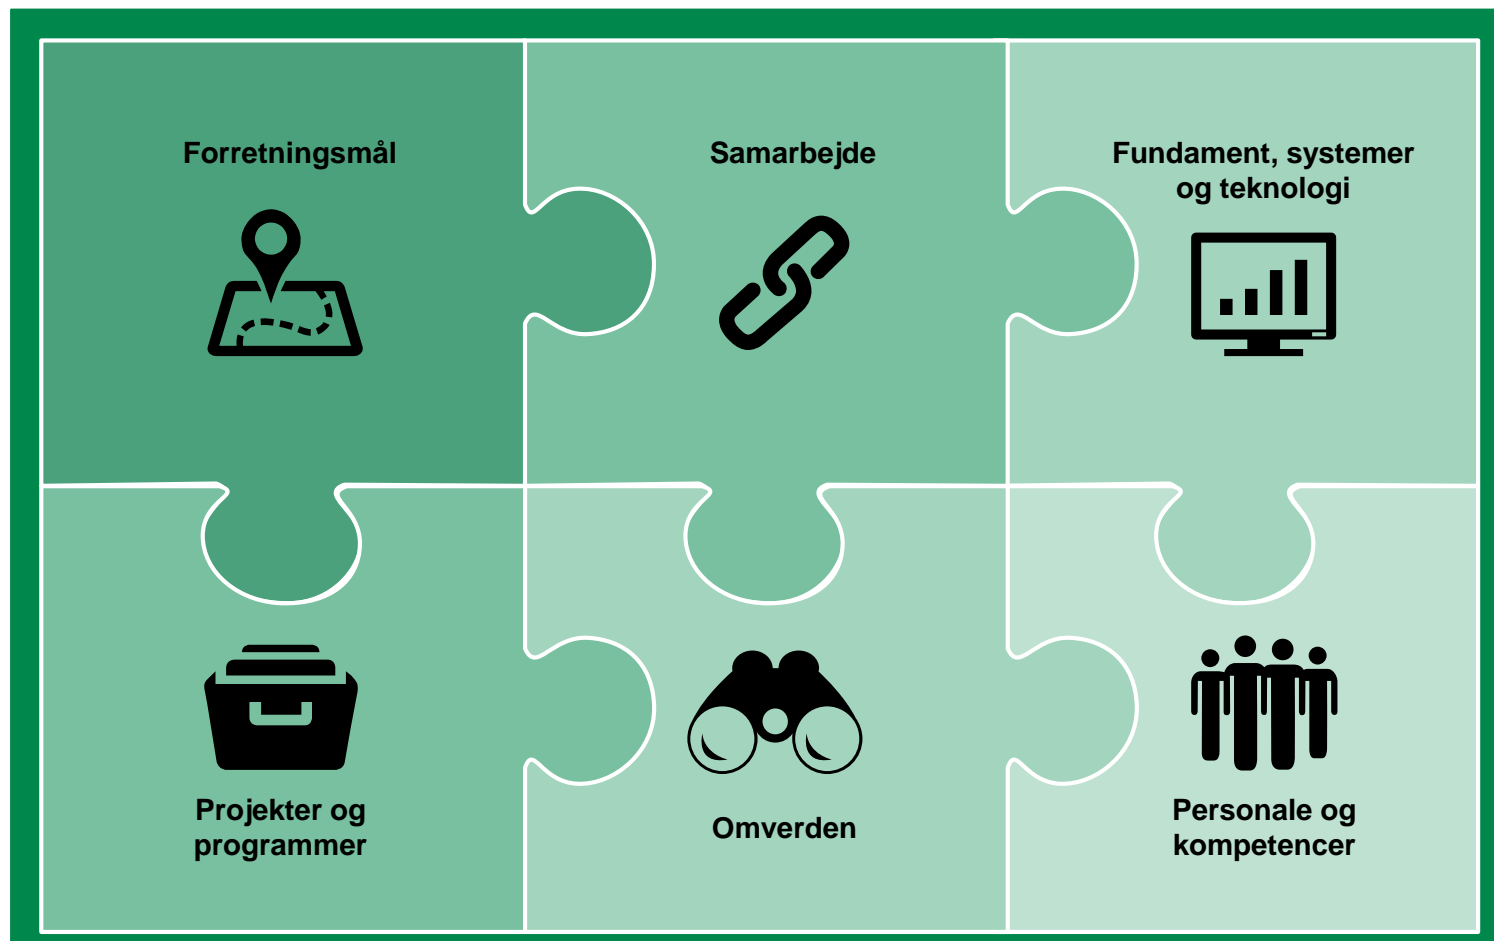 Forretningsmål
Samarbejde
Fundament, systemer
og teknologi
Projekter og
programmer
Omverden
Personale og
kompetencer